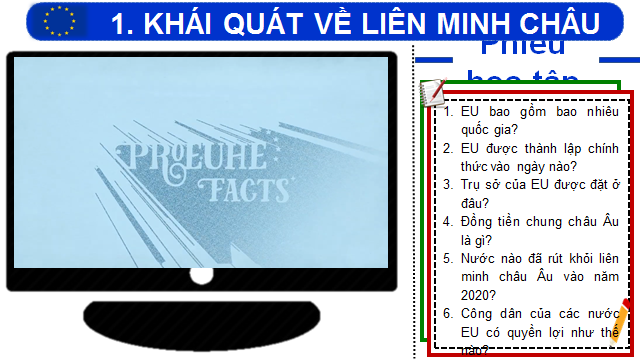 1. KHÁI QUÁT VỀ LIÊN MINH CHÂU
Phiếu
học tập
PROEUHE
FACTS
1. EU bao gồm bao nhiêu
quốc gia?
2. EU được thành lập chính
thức vào ngày nào?
3. Trụ sở của EU được đặt ở
đâu?
4. Đồng tiền chung châu Âu
là gì?
5. Nước nào đã rút khỏi liên
minh châu Âu vào năm
2020?
6. Công dân của các nước
EU có quyền lợi như thế
nào?